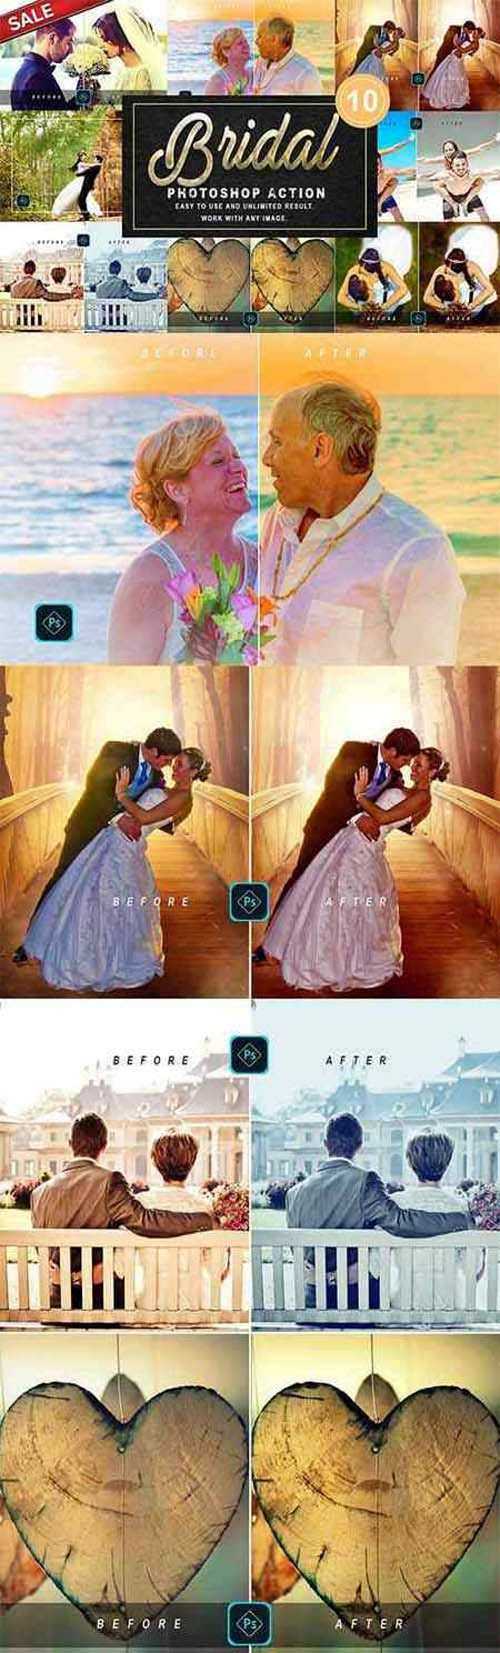 SALE
BEFORE
10
Bridal
PHOTOSHOP ACTION
EASY TO USE AND UNLIMITED RESULT.
WORK WITH ANY IMAGE.
AFTER
BEFORE AFTER
BEFORE AFTER
BEFORE AFTER
BEFORE AFTER
Ps
BEFORE AFTER
Ps
BEFORE AFTER
Ps
BEFORE AFTER
Ps